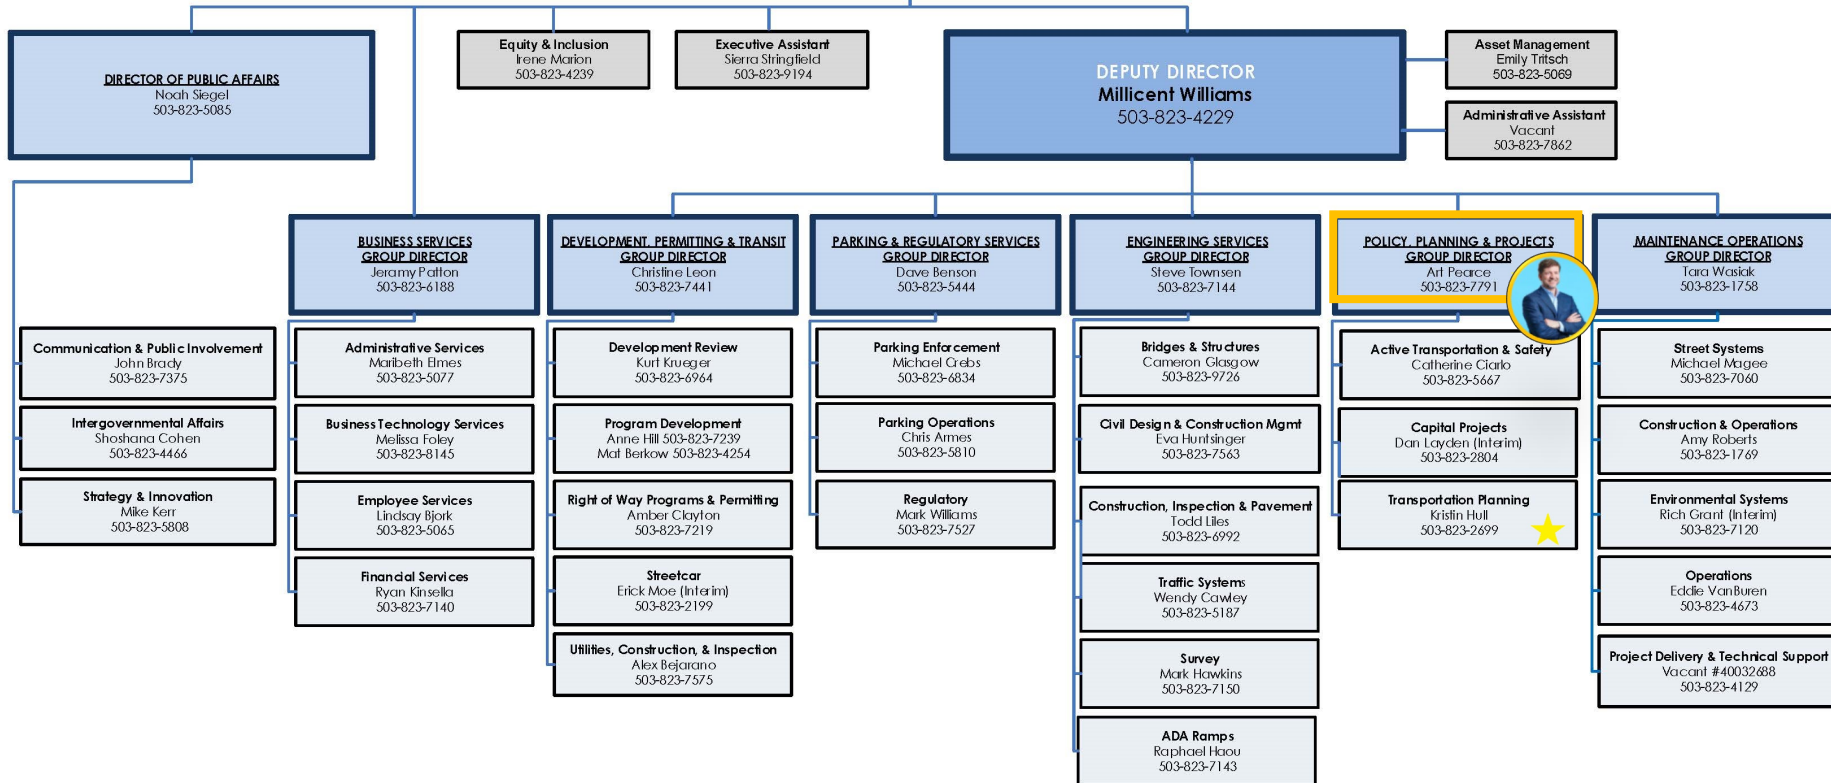 DIRECTOR OF PUBLIC AFFAIRS
Noah Siegel
503-823-5085
Equity & Inclusion
Irene Marion
503-823-4239
Executive Assistant
Sierra Stringfield
503-823-9194
DEPUTY DIRECTOR
Millicent Williams
503-823-4229
Asset Management
Emily Tritsch
503-823-5069
Administrative Assistant
Vacant
503-823-7862
BUSINESS SERVICES
GROUP DIRECTOR
Jeramy Patton
503-823-6188
DEVELOPMENT, PERMITTING & TRANSIT
GROUP DIRECTOR
Christine Leon
503-823-7441
PARKING & REGULATORY SERVICES
GROUP DIRECTOR
Dave Benson
503-823-5444
ENGINEERING SERVICES
GROUP DIRECTOR
Steve Townsen
503-823-7144
POLICY, PLANNING & PROJECTS
GROUP DIRECTOR
Art Pearce
503-823-7791
MAINTENANCE OPERATIONS
GROUP DIRECTOR
Tara Wasiak
503-823-1758
Communication & Public Involvement
John Brady
503-823-7375
Intergovernmental Affairs
Shoshana Cohen
503-823-4466
Strategy & Innovation
Mike Kerr
503-823-5808
Administrative Services
Maribeth Elmes
503-823-5077
Business Technology Services
Melissa Foley
503-823-8145
Employee Services
Lindsay Bjork
503-823-5065
Financial Services
Ryan Kinsella
503-823-7140
Development Review
Kurt Krueger
503-823-6964
Program Development
Anne Hill 503-823-7239
Mat Berkow 503-823-4254
Right of Way Programs & Permitting
Amber Clayton
503-823-7219
Streetcar
Erick Moe (Interim)
503-823-2199
Utilities, Construction, & Inspection
Alex Bejarano
503-823-7575
Parking Enforcement
Michael Crebs
503-823-6834
Parking Operations
Chris Armes
503-823-5810
Regulatory
Mark Williams
503-823-7527
Bridges & Structures
Cameron Glasgow
503-823-9726
Civil Design & Construction Mgmt
Eva Huntsinger
503-823-7563
Construction, Inspection & Pavement
Todd Liles
503-823-6992
Traffic Systems
Wendy Cawley
503-823-5187
Survey
Mark Hawkins
503-823-7150
ADA Ramps
Raphael Haou
503-823-7143
Active Transportation & Safety
Catherine Ciarlo
503-823-5667
Capital Projects
Dan Layden (Interim)
503-823-2804
Transportation Planning
Kristin Hull
503-823-2699
Street Systems
Michael Magee
503-823-7060
Construction & Operations
Amy Roberts
503-823-1769
Environmental Systems
Rich Grant (Interim)
503-823-7120
Operations
Eddie VanBuren
503-823-4673
Project Delivery & Technical Support
Vacant #40032688
503-823-4129